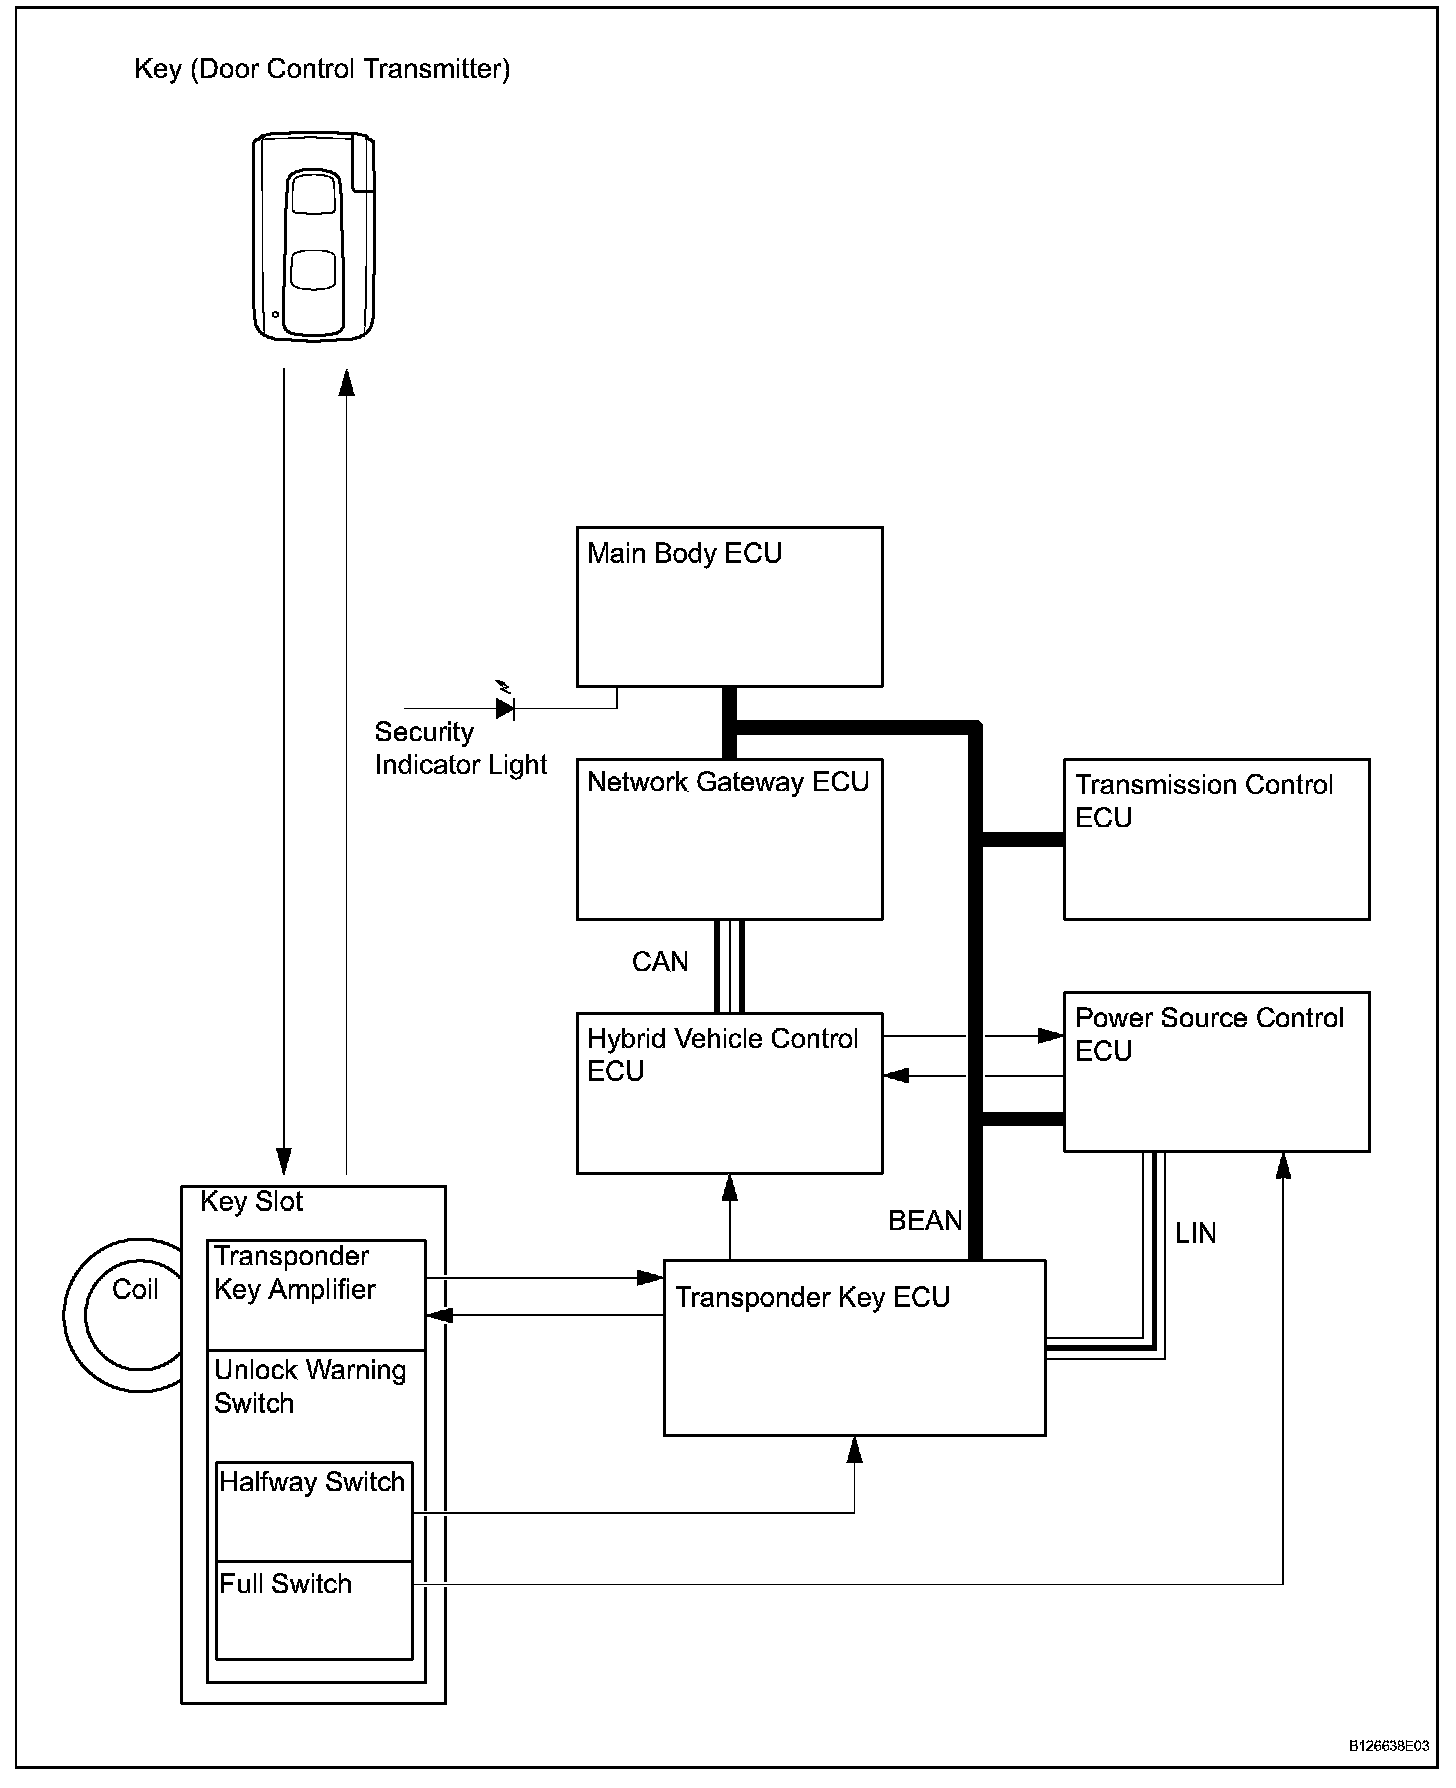 Key (Door Control Transmitter)
Main Body ECU
Security
Indicator Light
Network Gateway ECU
Transmission Control
ECU
CAN
Hybrid Vehicle Control
ECU
Power Source Control
ECU
BEAN
LIN
Key Slot
Coil
Transponder
Key Amplifier
Transponder Key ECU
Unlock Warning
Switch
Halfway Switch
Full Switch
B126638E03